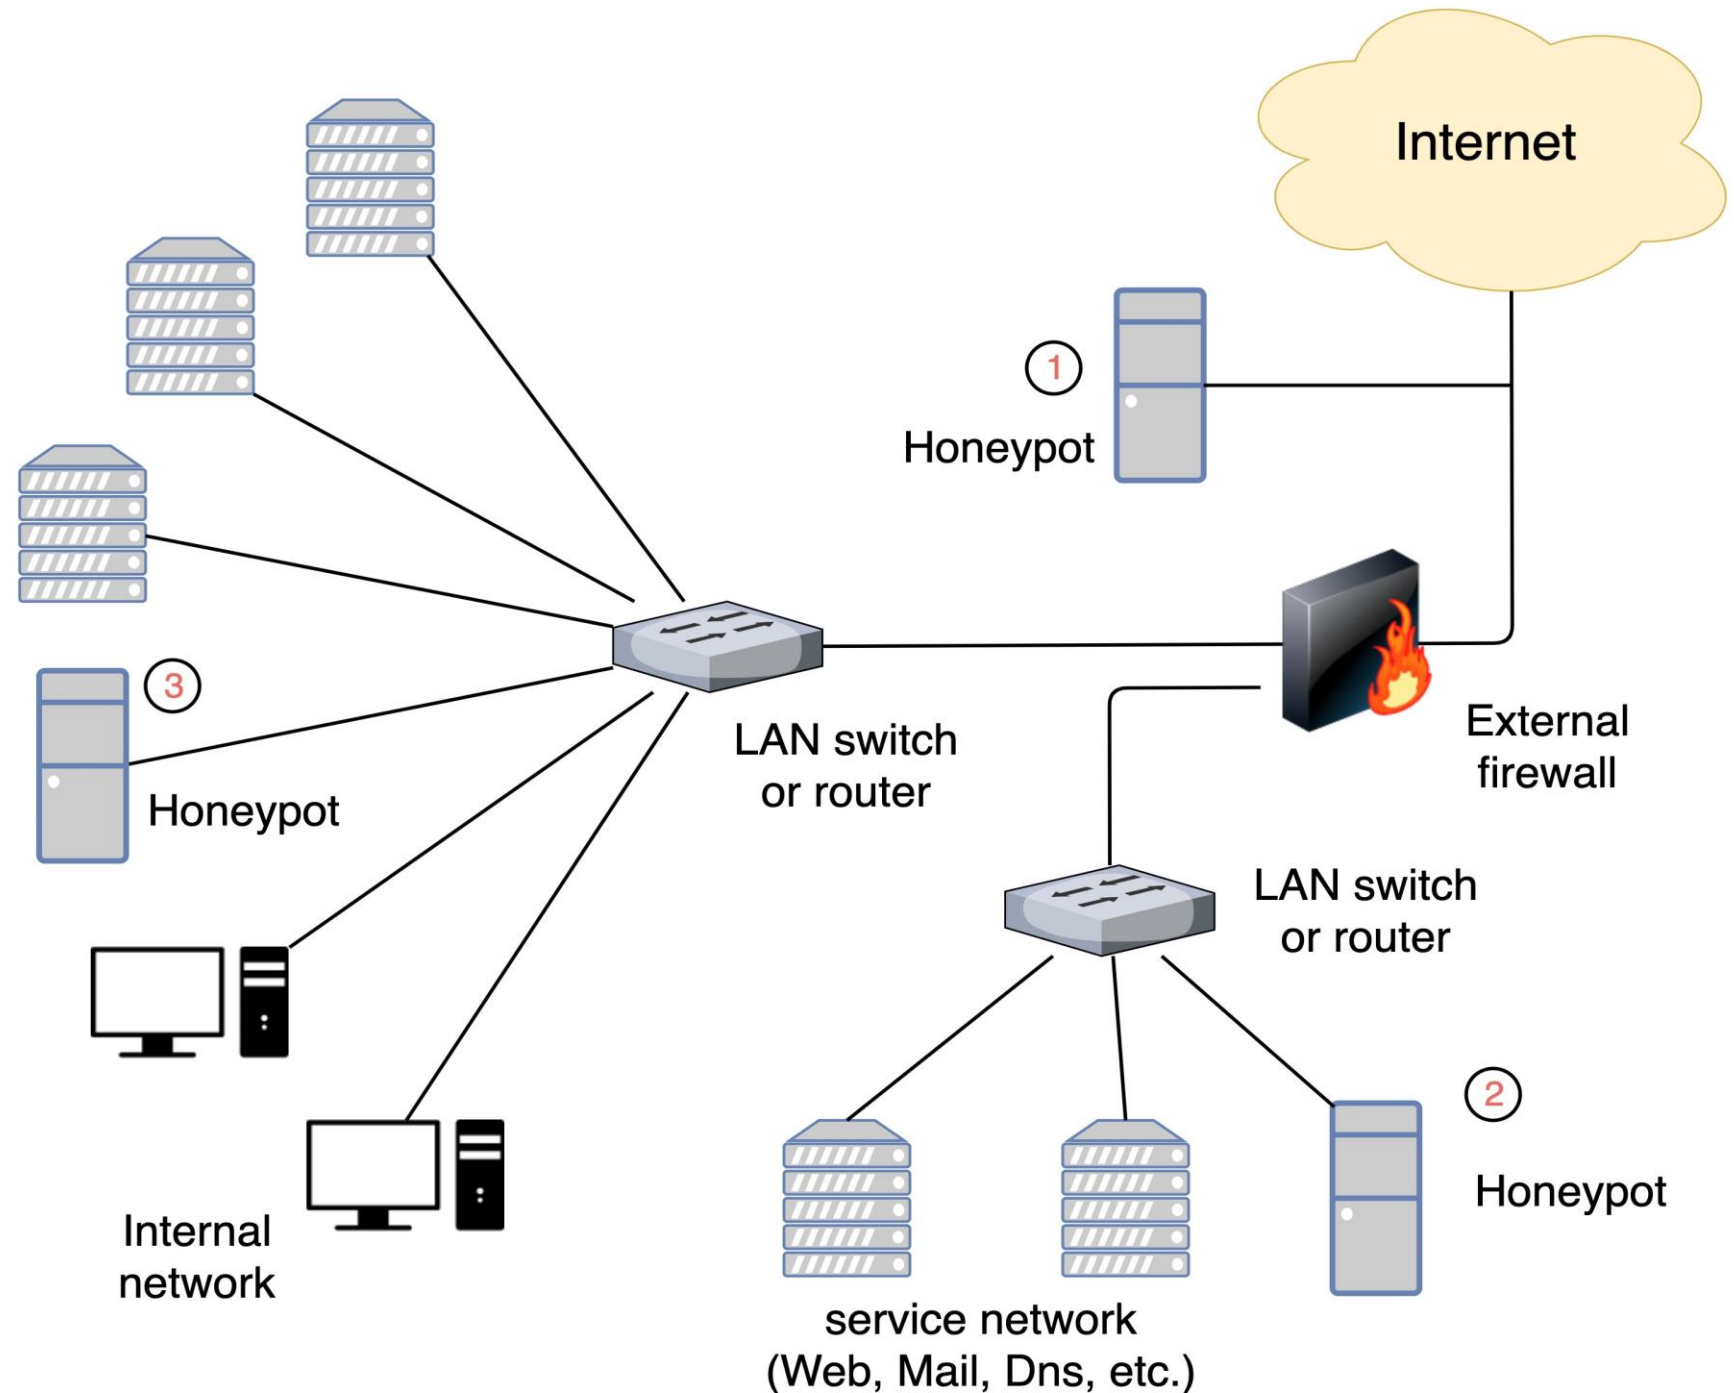 Internet
1
Honeypot
3
Honeypot
LAN switch
or router
External
firewall
LAN switch
or router
2
Honeypot
Internal
network
service network
(Web, Mail, Dns, etc.)